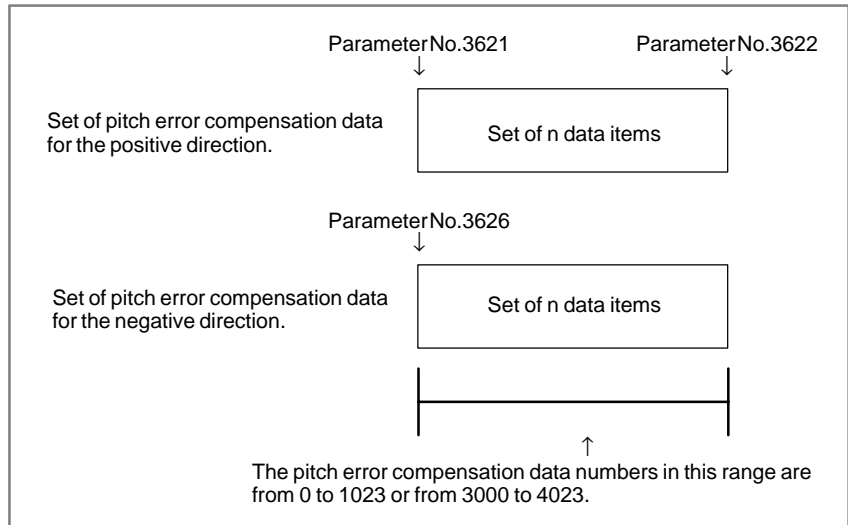 Parameter No.3621
Parameter No.3622
Set of pitch error compensation data
for the positive direction.
Set of n data items
Parameter No.3626
Set of pitch error compensation data
for the negative direction.
Set of n data items
The pitch error compensation data numbers in this range are
from 0 to 1023 or from 3000 to 4023.